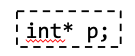 int* p;